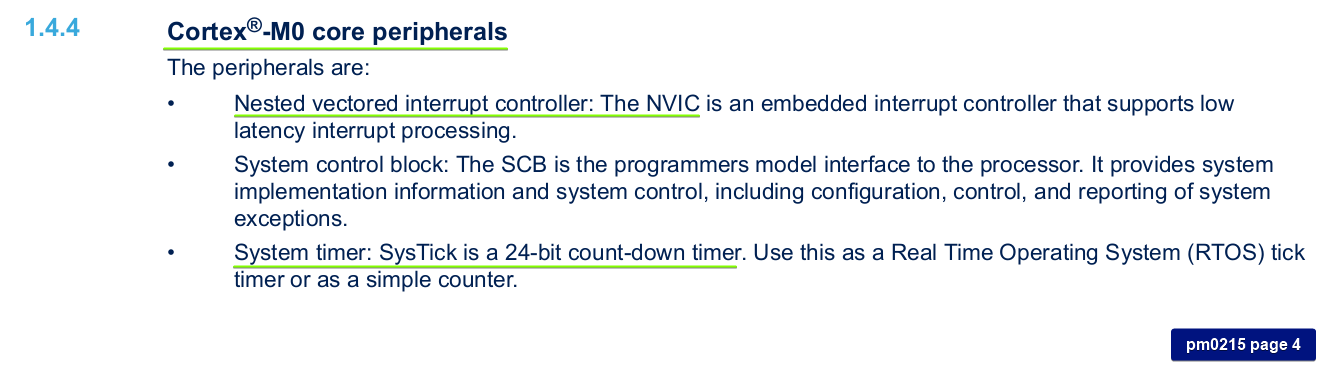 1.4.4 Cortex®-M0 core peripherals
The peripherals are:
• Nested vectored interrupt controller: The NVIC is an embedded interrupt controller that supports low
latency interrupt processing.
• System control block: The SCB is the programmers model interface to the processor. It provides system
implementation information and system control, including configuration, control, and reporting of system
exceptions.
• System timer: SysTick is a 24-bit count-down timer. Use this as a Real Time Operating System (RTOS) tick
timer or as a simple counter.
pm0215 page 4